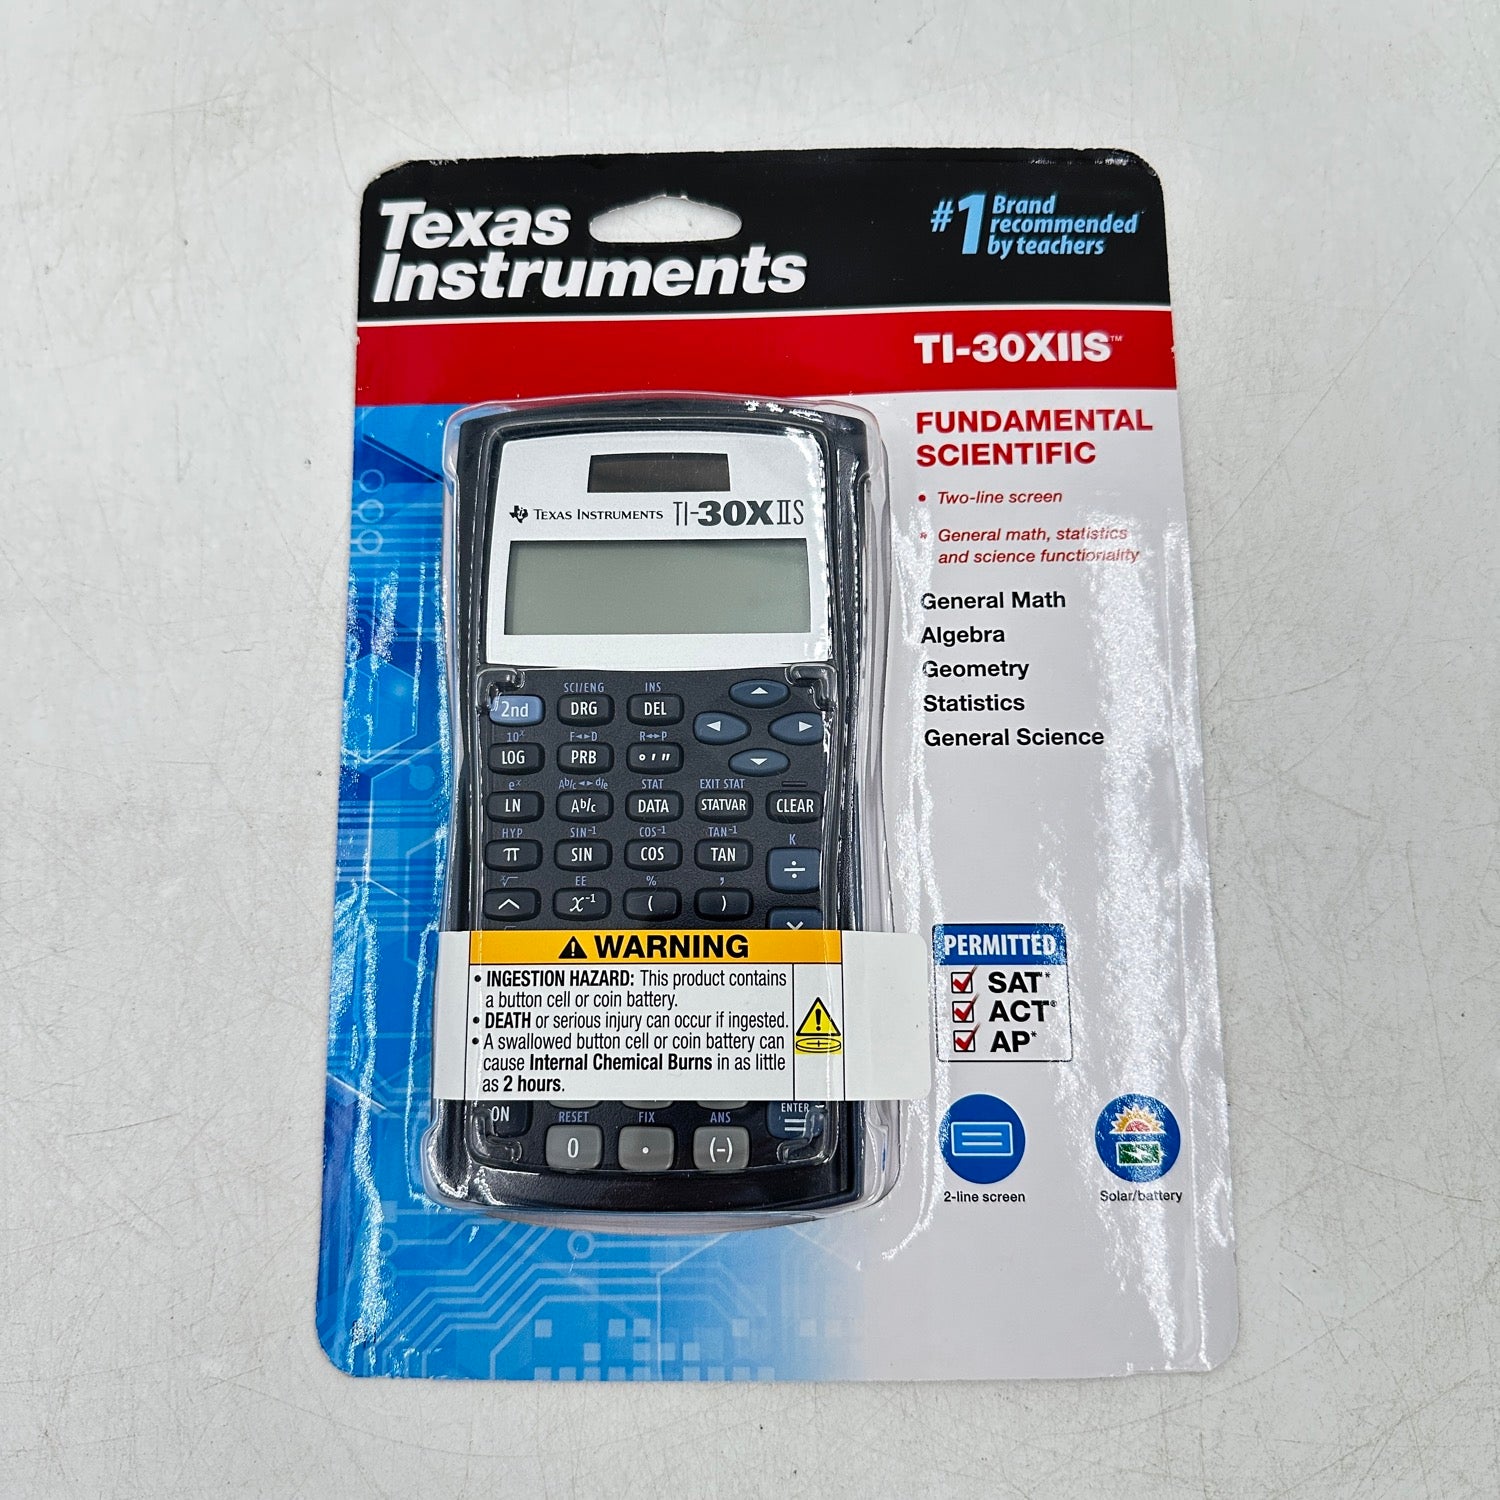 Texas
Instruments
#1 Brand
recommended
by teachers
TI-30XIIS™
FUNDAMENTAL
SCIENTIFIC
• Two-line screen
• General math, statistics
and science functionality
General Math
Algebra
Geometry
Statistics
General Science
TEXAS INSTRUMENTS TI-30XIIS
SCI/ENG INS
2nd DRG DEL
10ˣ F◄►D R◄►P
LOG PRB ° ′ ″
eˣ Ab/c◄►d/e STAT EXIT STAT
LN Ab/c DATA STATVAR CLEAR
HYP SIN⁻¹ COS⁻¹ TAN⁻¹ K
π SIN COS TAN ÷
ˣ√ EE % ,
^ x⁻¹ ( ) ×
WARNING
• INGESTION HAZARD: This product contains
a button cell or coin battery.
• DEATH or serious injury can occur if ingested.
• A swallowed button cell or coin battery can
cause Internal Chemical Burns in as little
as 2 hours.
ON RESET FIX ANS ENTER
0 . (-) =
PERMITTED
SAT*
ACT*
AP*
2-line screen
Solar/battery